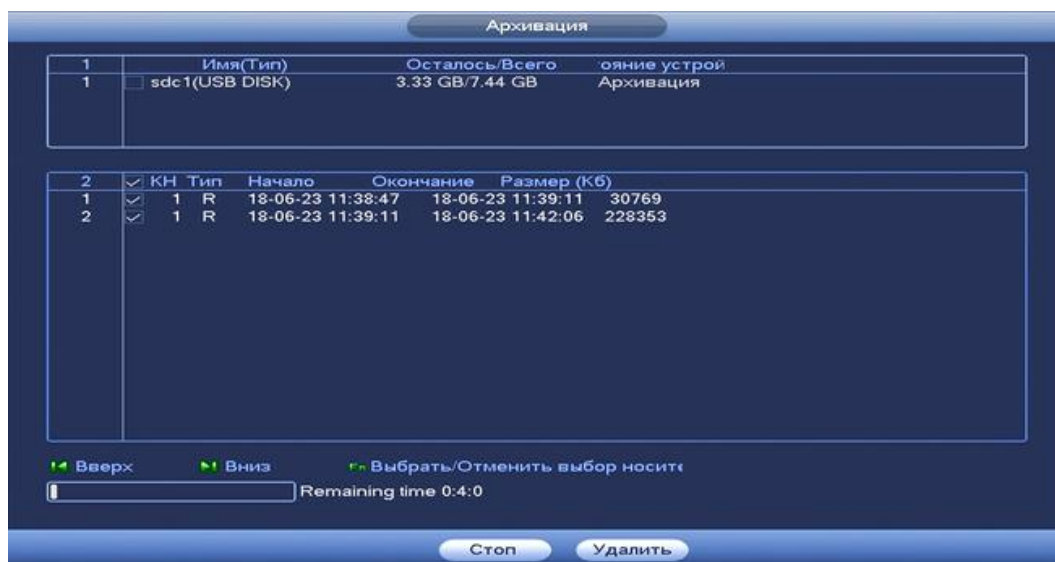 Архивация
1 Имя(Тип) Осталось/Всего ояние устрой
1 sdc1(USB DISK) 3.33 GB/7.44 GB Архивация
2 КН Тип Начало Окончание Размер (Кб)
1 1 R 18-06-23 11:38:47 18-06-23 11:39:11 30769
2 1 R 18-06-23 11:39:11 18-06-23 11:42:06 228353
Вверх Вниз Fn Выбрать/Отменить выбор носите
Remaining time 0:4:0
Стоп Удалить